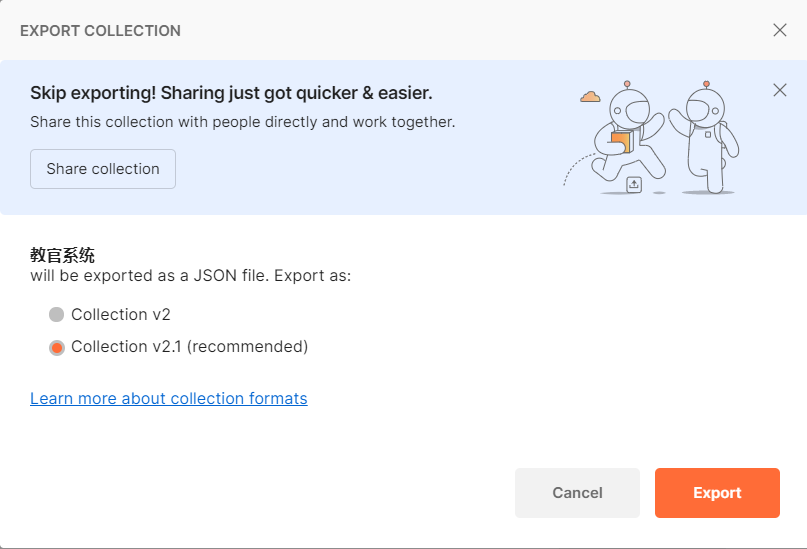 EXPORT COLLECTION
Skip exporting! Sharing just got quicker & easier.
Share this collection with people directly and work together.
Share collection
教官系统
will be exported as a JSON file. Export as:
Collection v2
Collection v2.1 (recommended)
Learn more about collection formats
Cancel
Export